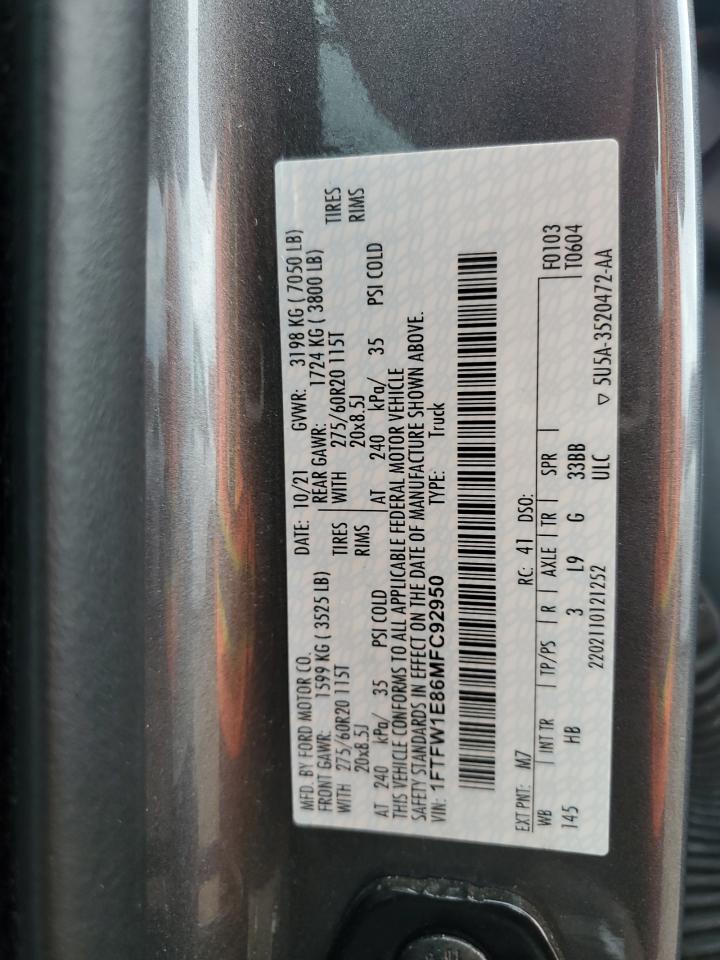 MFD. BY FORD MOTOR CO. DATE: 10/21 GVWR: 3198 KG ( 7050 LB)
FRONT GAWR: 1599 KG ( 3525 LB) REAR GAWR: 1724 KG ( 3800 LB)
WITH 275/60R20 115T TIRES WITH 275/60R20 115T TIRES
20x8.5J RIMS 20x8.5J RIMS
AT 240 kPa/ 35 PSI COLD AT 240 kPa/ 35 PSI COLD
THIS VEHICLE CONFORMS TO ALL APPLICABLE FEDERAL MOTOR VEHICLE
SAFETY STANDARDS IN EFFECT ON THE DATE OF MANUFACTURE SHOWN ABOVE.
VIN: 1FTFW1E86MFC92950 TYPE: Truck
EXT PNT: M7 RC: 41 DSO:
WB INT TR TP/PS R AXLE TR SPR F0103
145 HB 3 L9 G 33BB T0604
2202110121252 ULC ▽ 5U5A-3520472-AA